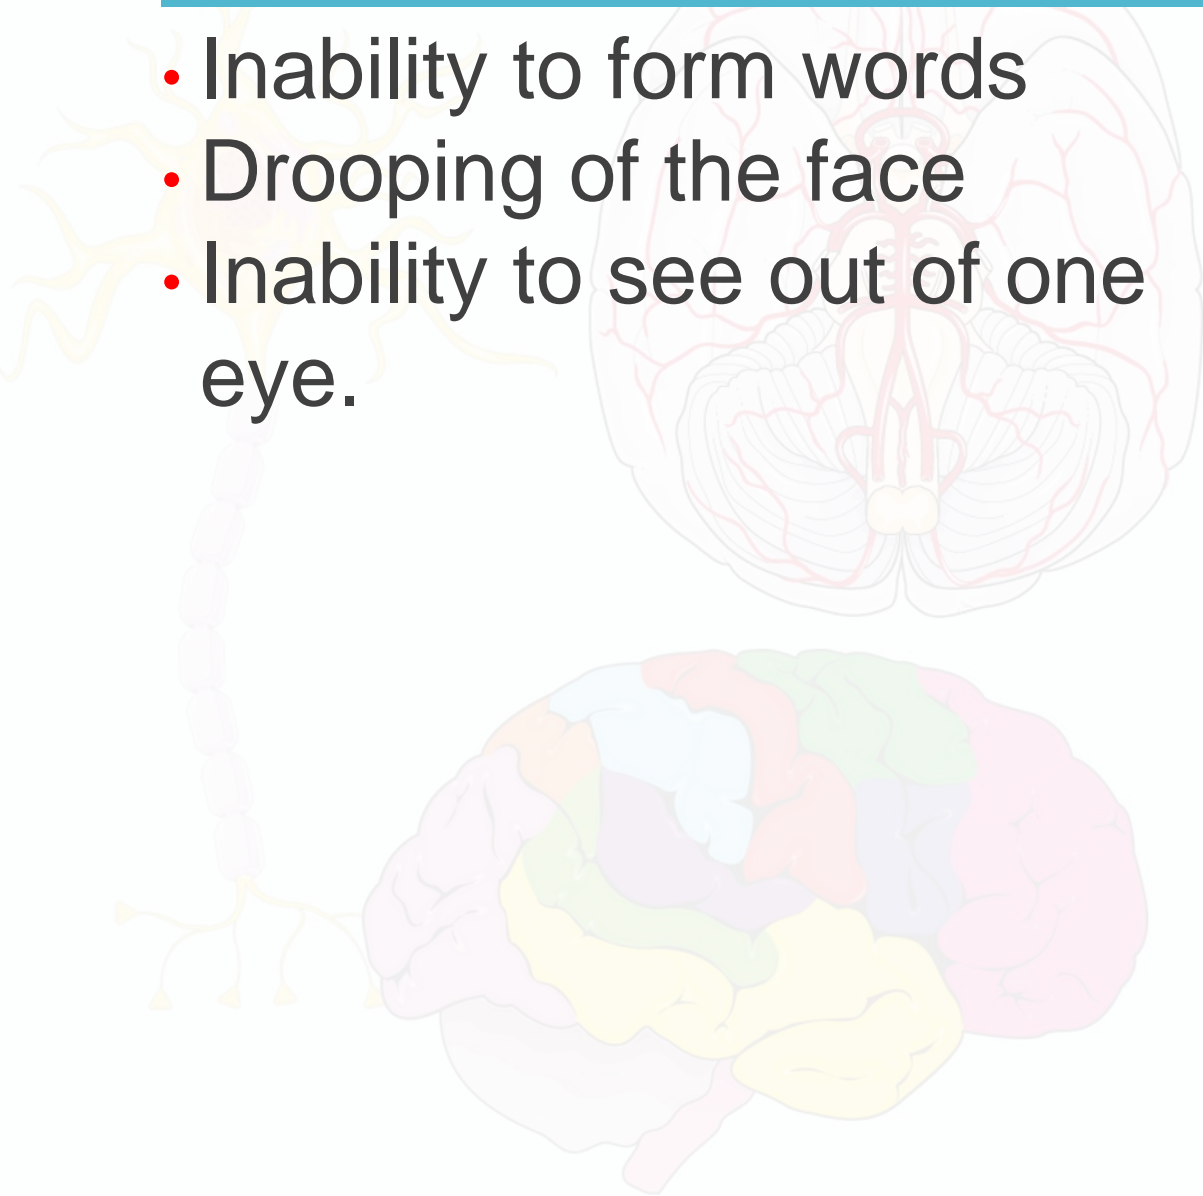 • Inability to form words
• Drooping of the face
• Inability to see out of one
eye.